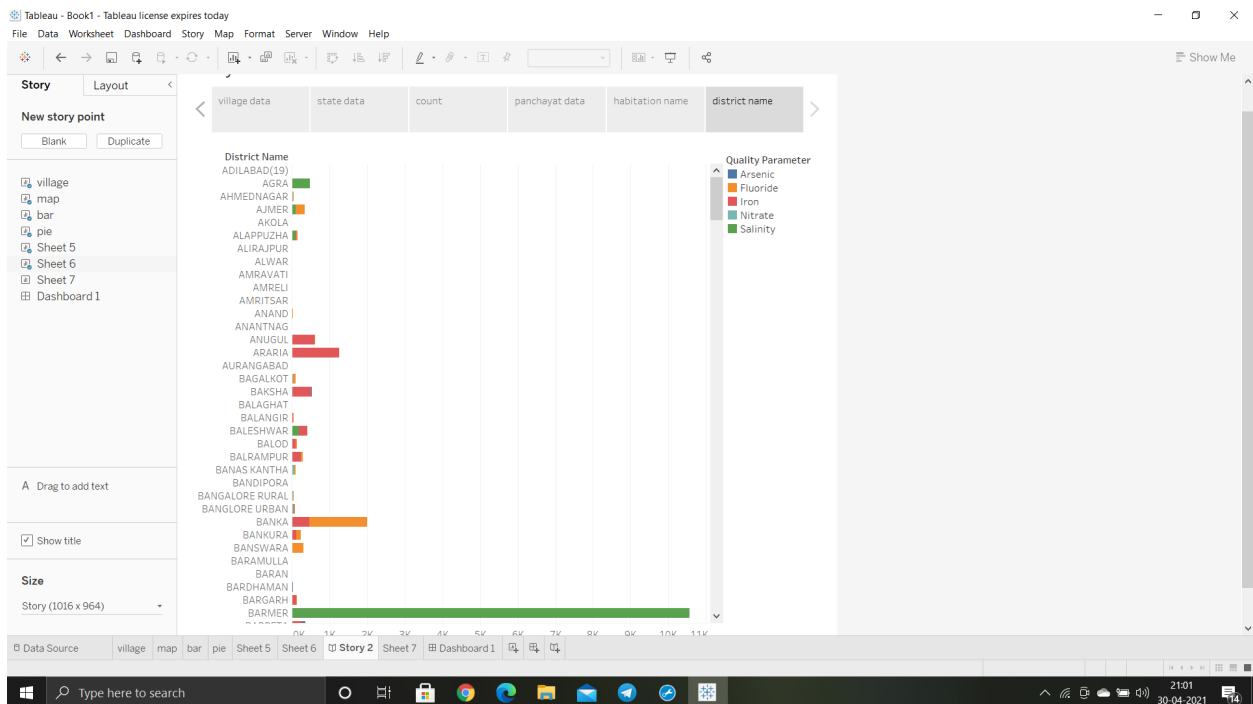 Tableau - Book1 - Tableau license expires today
File Data Worksheet Dashboard Story Map Format Server Window Help
Show Me
Story Layout
New story point
Blank Duplicate
village
map
bar
pie
Sheet 5
Sheet 6
Sheet 7
Dashboard 1
A Drag to add text
Show title
Size
Story (1016 x 964)
village data state data count panchayat data habitation name district name
District Name
ADILABAD(19)
AGRA
AHMEDNAGAR
AJMER
AKOLA
ALAPPUZHA
ALIRAJPUR
ALWAR
AMRAVATI
AMRELI
AMRITSAR
ANAND
ANANTNAG
ANUGUL
ARARIA
AURANGABAD
BAGALKOT
BAKSHA
BALAGHAT
BALANGIR
BALESHWAR
BALOD
BALRAMPUR
BANAS KANTHA
BANDIPORA
BANGALORE RURAL
BANGLORE URBAN
BANKA
BANKURA
BANSWARA
BARAMULLA
BARAN
BARDHAMAN
BARGARH
BARMER
0K 1K 2K 3K 4K 5K 6K 7K 8K 9K 10K 11K
Quality Parameter
Arsenic
Fluoride
Iron
Nitrate
Salinity
Data Source village map bar pie Sheet 5 Sheet 6 Story 2 Sheet 7 Dashboard 1
Type here to search
21:01
30-04-2021
14